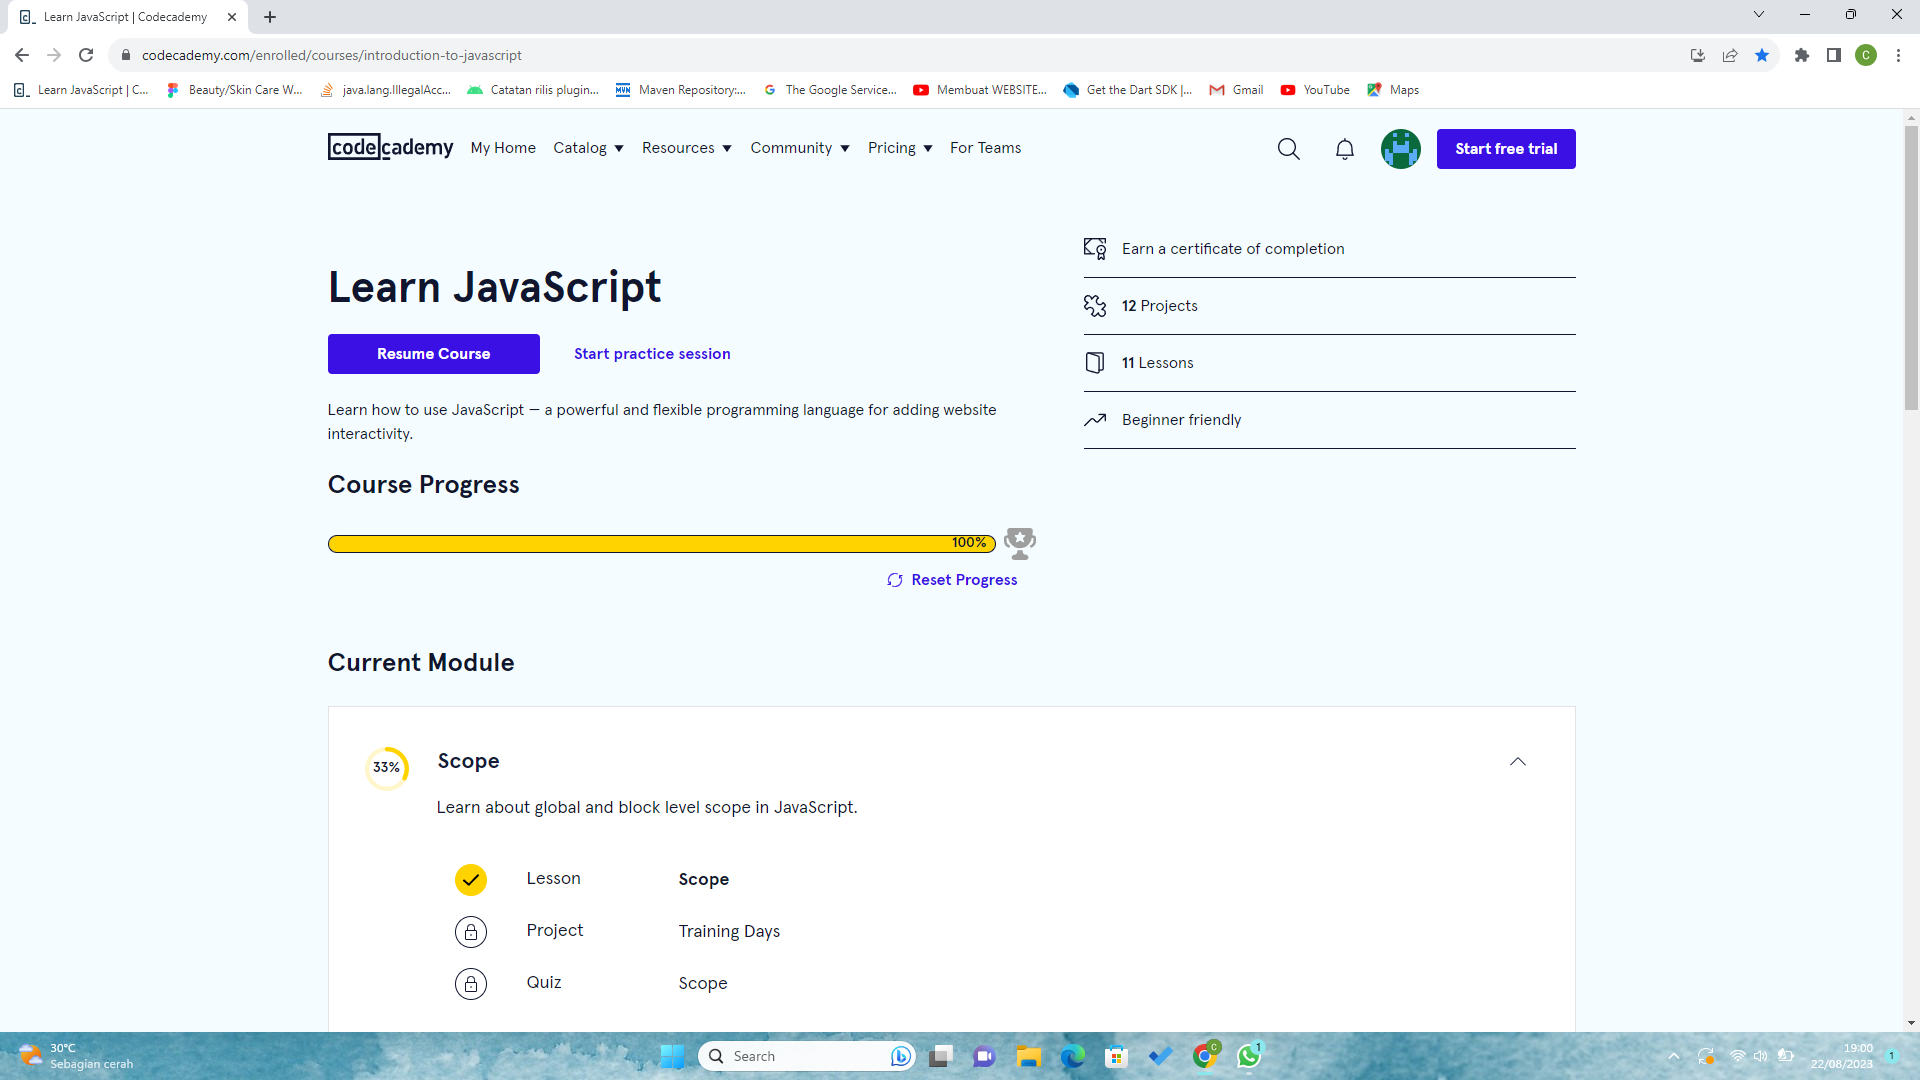 Learn JavaScript | Codecademy
codecademy.com/enrolled/courses/introduction-to-javascript
C
Learn JavaScript | C...
Beauty/Skin Care W...
java.lang.IllegalAcc...
Catatan rilis plugin...
MVN
Maven Repository:...
The Google Service...
Membuat WEBSITE...
Get the Dart SDK |...
Gmail
YouTube
Maps
codecademy
My Home
Catalog
Resources
Community
Pricing
For Teams
Start free trial
Earn a certificate of completion
Learn JavaScript
12 Projects
Resume Course
Start practice session
11 Lessons
Learn how to use JavaScript — a powerful and flexible programming language for adding website
interactivity.
Beginner friendly
Course Progress
100%
Reset Progress
Current Module
33%
Scope
Learn about global and block level scope in JavaScript.
Lesson
Scope
Project
Training Days
Quiz
Scope
30°C
Sebagian cerah
Search
C
1
19:00
22/08/2023
1